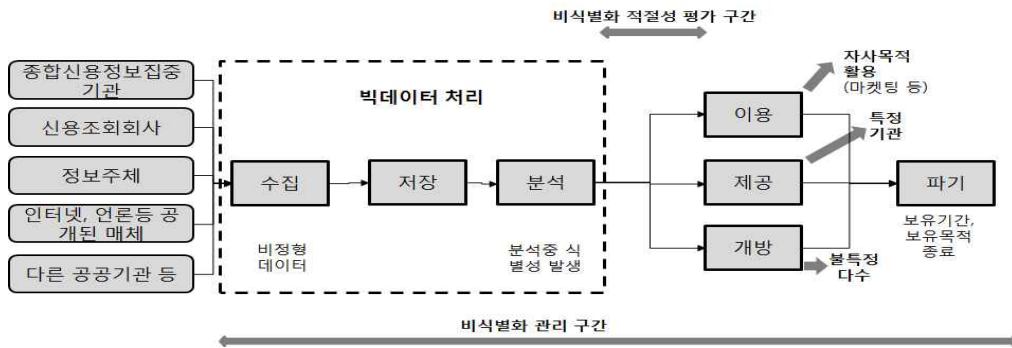 비식별화 적절성 평가 구간
종합신용정보집중
기관
신용조회회사
정보주체
인터넷, 언론등 공
개된 매체
다른 공공기관 등
빅데이터 처리
수집
저장
분석
비정형
데이터
분석중 식
별성 발생
이용
제공
개방
자사목적
활용
(마켓팅 등)
특정
기관
불특정
다수
파기
보유기간,
보유목적
종료
비식별화 관리 구간